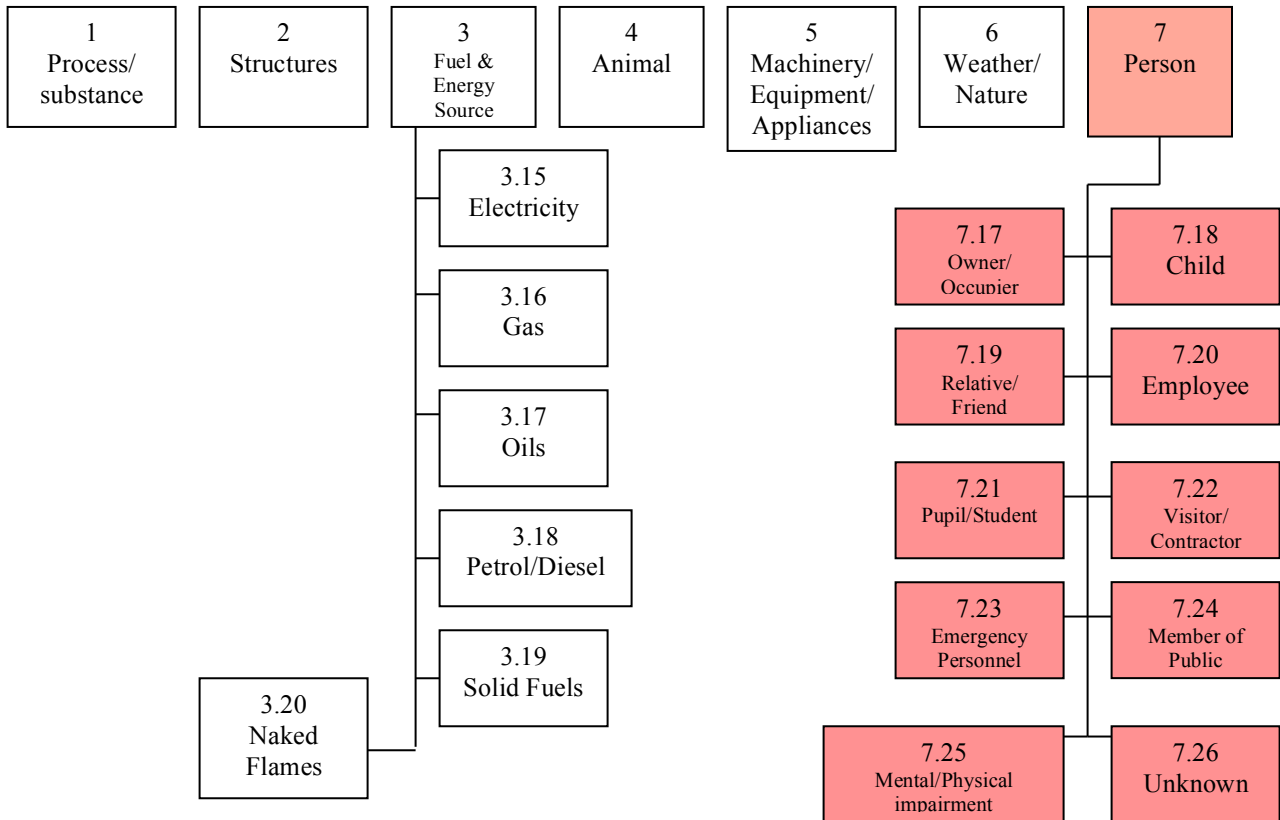 1
Process/
substance
2
Structures
3
Fuel &
Energy
Source
4
Animal
5
Machinery/
Equipment/
Appliances
6
Weather/
Nature
7
Person
3.15
Electricity
3.16
Gas
3.17
Oils
3.18
Petrol/Diesel
3.19
Solid Fuels
3.20
Naked
Flames
7.17
Owner/
Occupier
7.18
Child
7.19
Relative/
Friend
7.20
Employee
7.21
Pupil/Student
7.22
Visitor/
Contractor
7.23
Emergency
Personnel
7.24
Member of
Public
7.25
Mental/Physical
impairment
7.26
Unknown